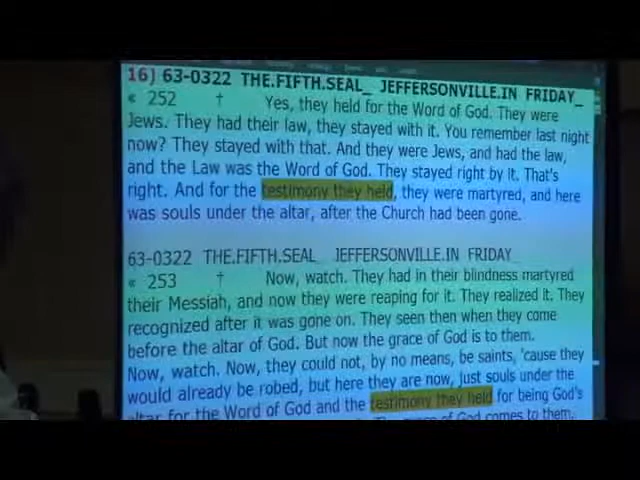 16) 63-0322 THE.FIFTH.SEAL_ JEFFERSONVILLE.IN FRIDAY_
« 252 † Yes, they held for the Word of God. They were
Jews. They had their law, they stayed with it. You remember last night
now? They stayed with that. And they were Jews, and had the law,
and the Law was the Word of God. They stayed right by it. That's
right. And for the testimony they held, they were martyred, and here
was souls under the altar, after the Church had been gone.
63-0322 THE.FIFTH.SEAL_ JEFFERSONVILLE.IN FRIDAY_
« 253 † Now, watch. They had in their blindness martyred
their Messiah, and now they were reaping for it. They realized it. They
recognized after it was gone on. They seen then when they come
before the altar of God. But now the grace of God is to them.
Now, watch. Now, they could not, by no means, be saints, 'cause they
would already be robed, but here they are now, just souls under the
altar for the Word of God and the testimony they held for being God's
grace of God comes to them.